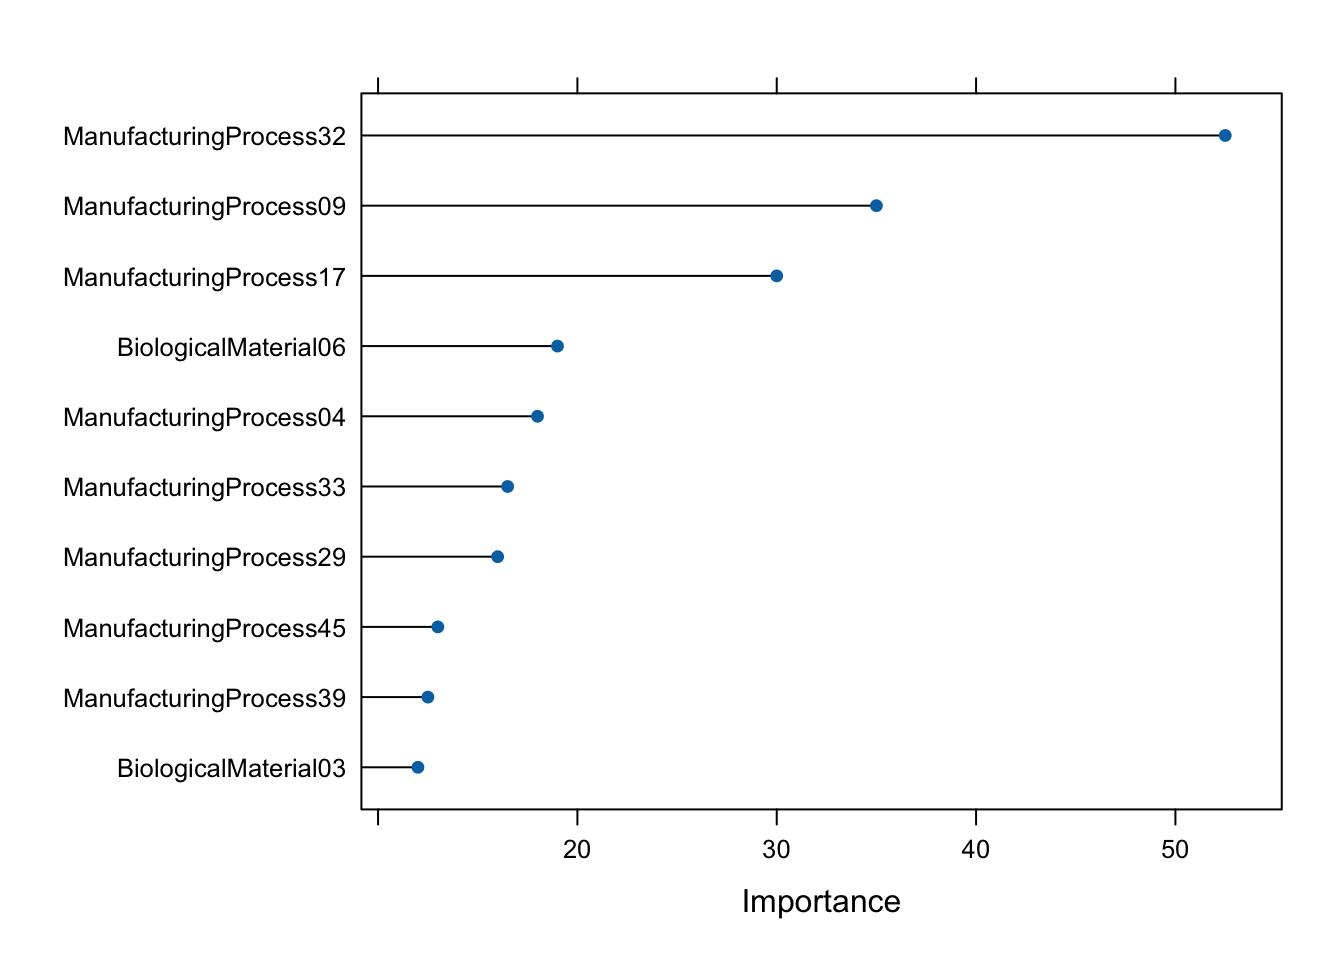 ManufacturingProcess32
ManufacturingProcess09
ManufacturingProcess17
BiologicalMaterial06
ManufacturingProcess04
ManufacturingProcess33
ManufacturingProcess29
ManufacturingProcess45
ManufacturingProcess39
BiologicalMaterial03
20 30 40 50
Importance